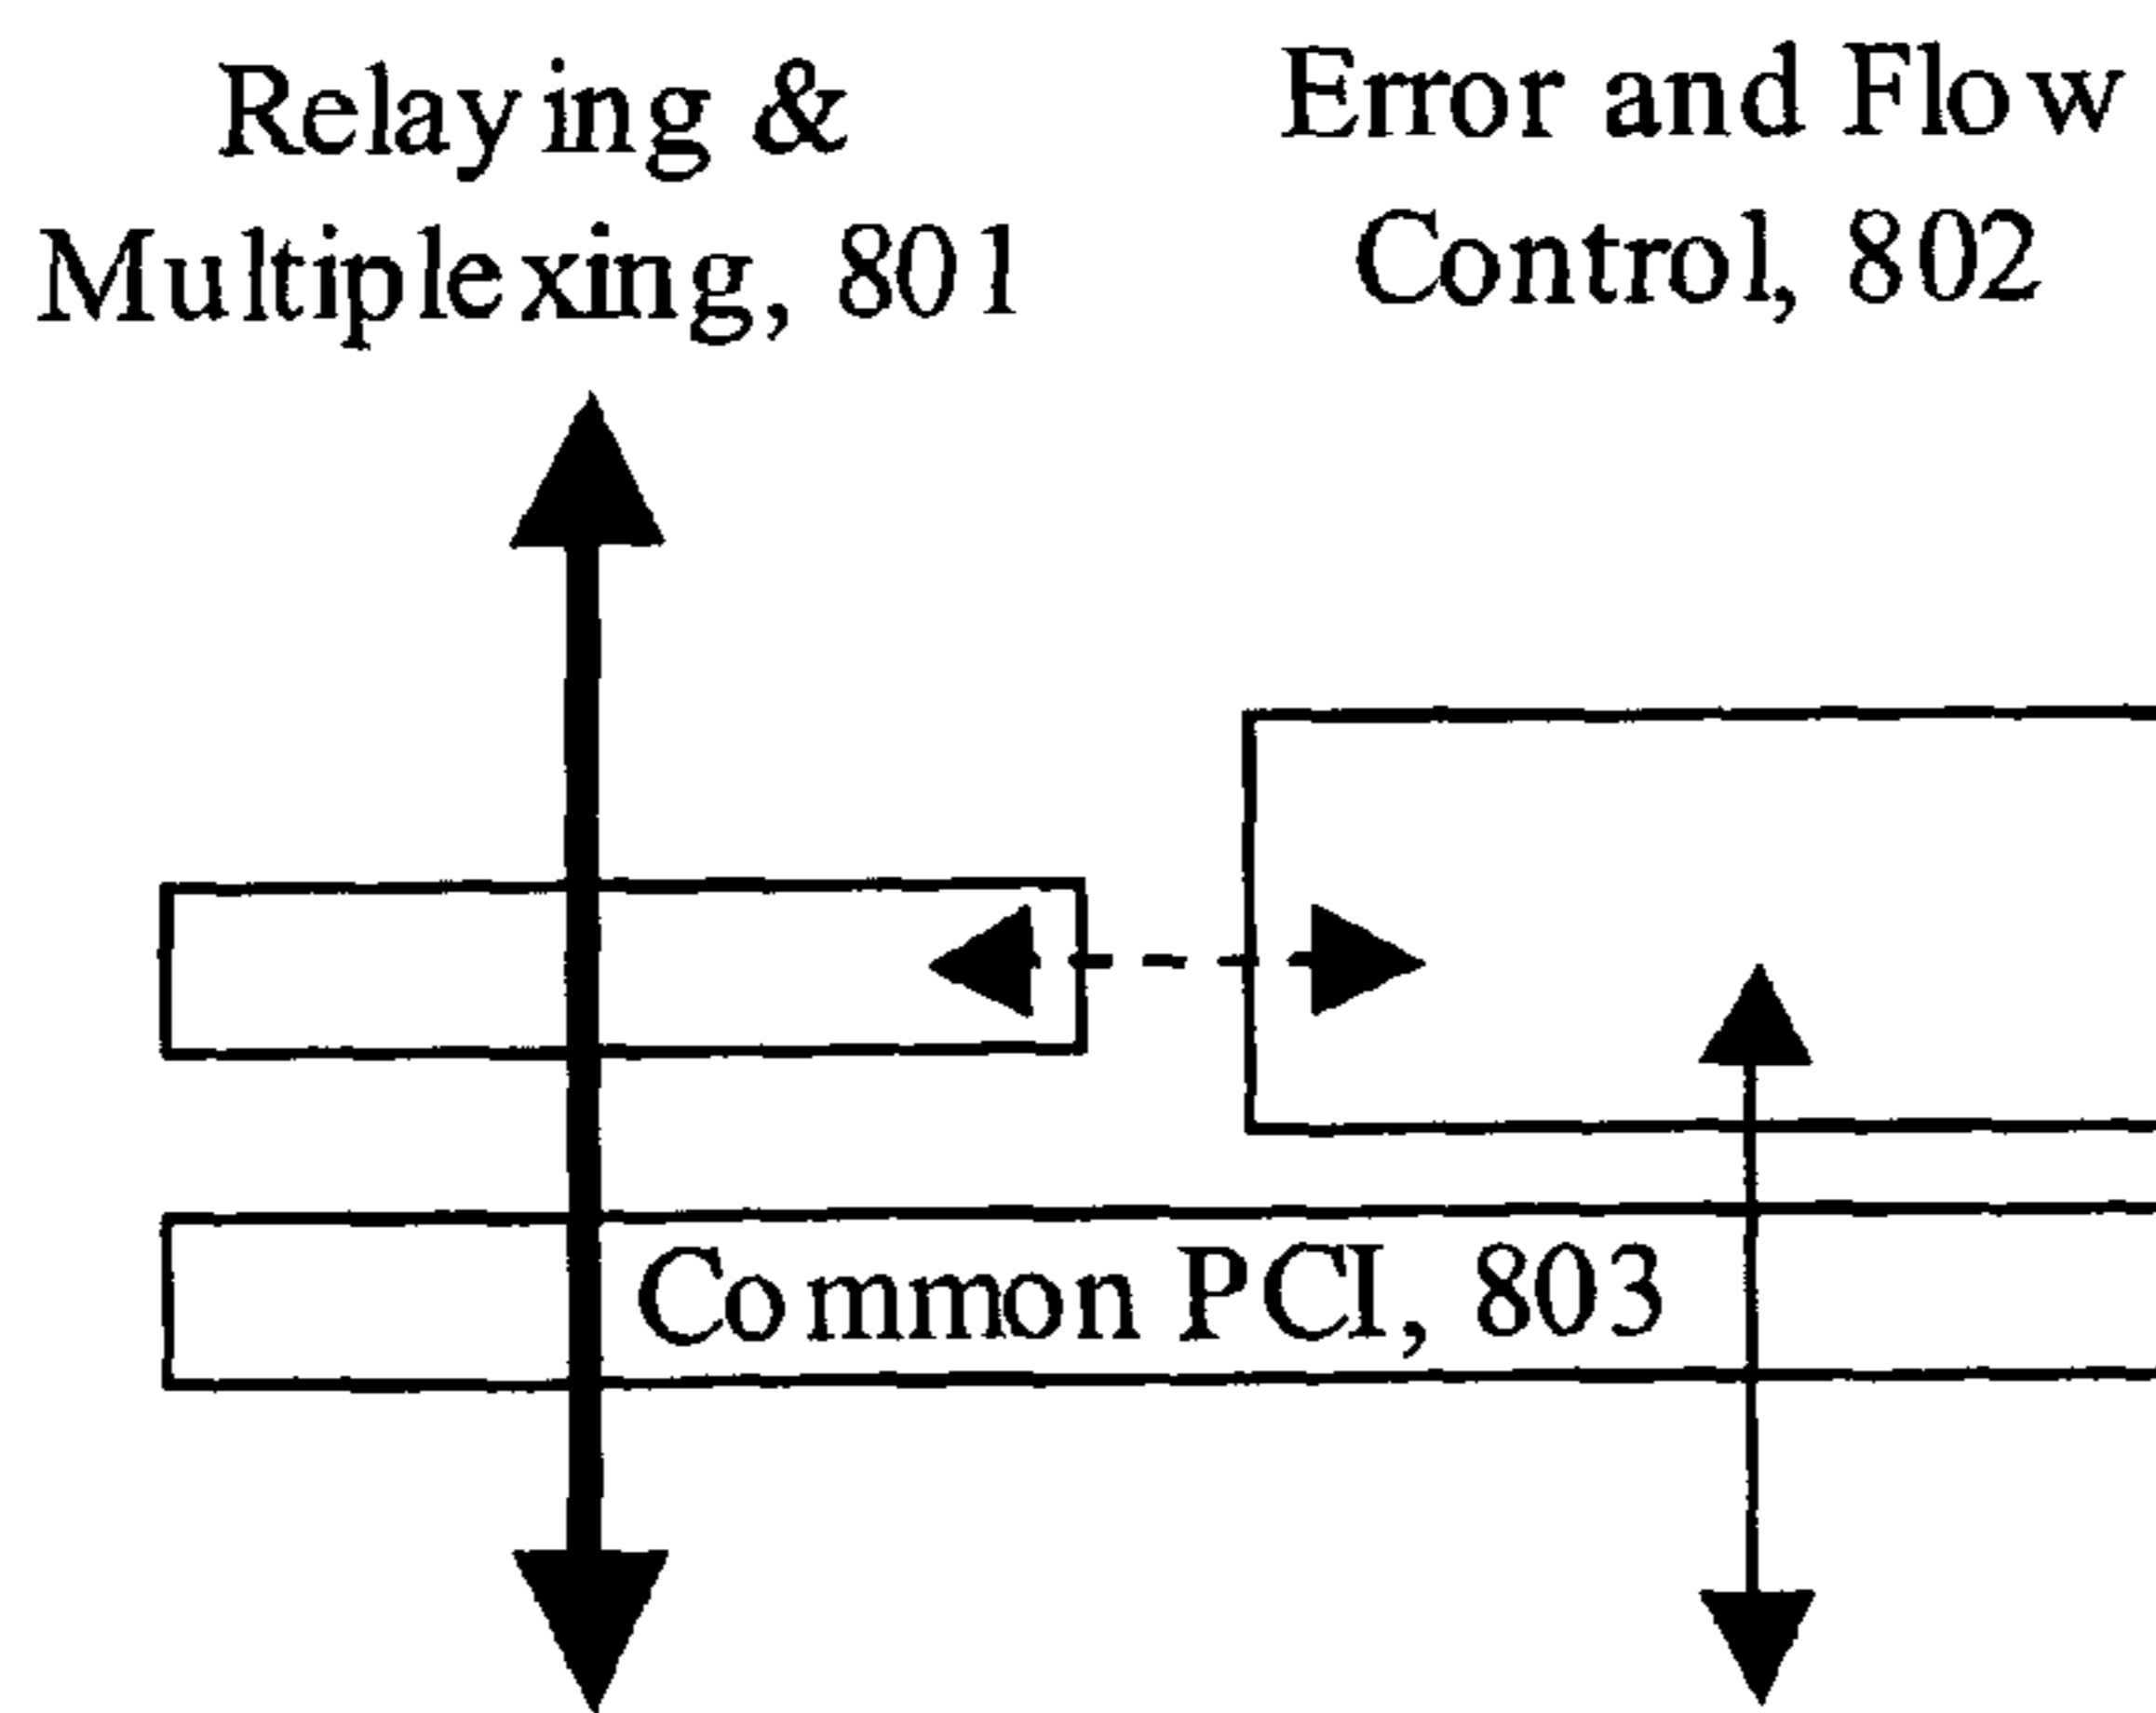 Relaying &
Multiplexing, 801
Error and Flow
Control, 802
Common PCI, 803